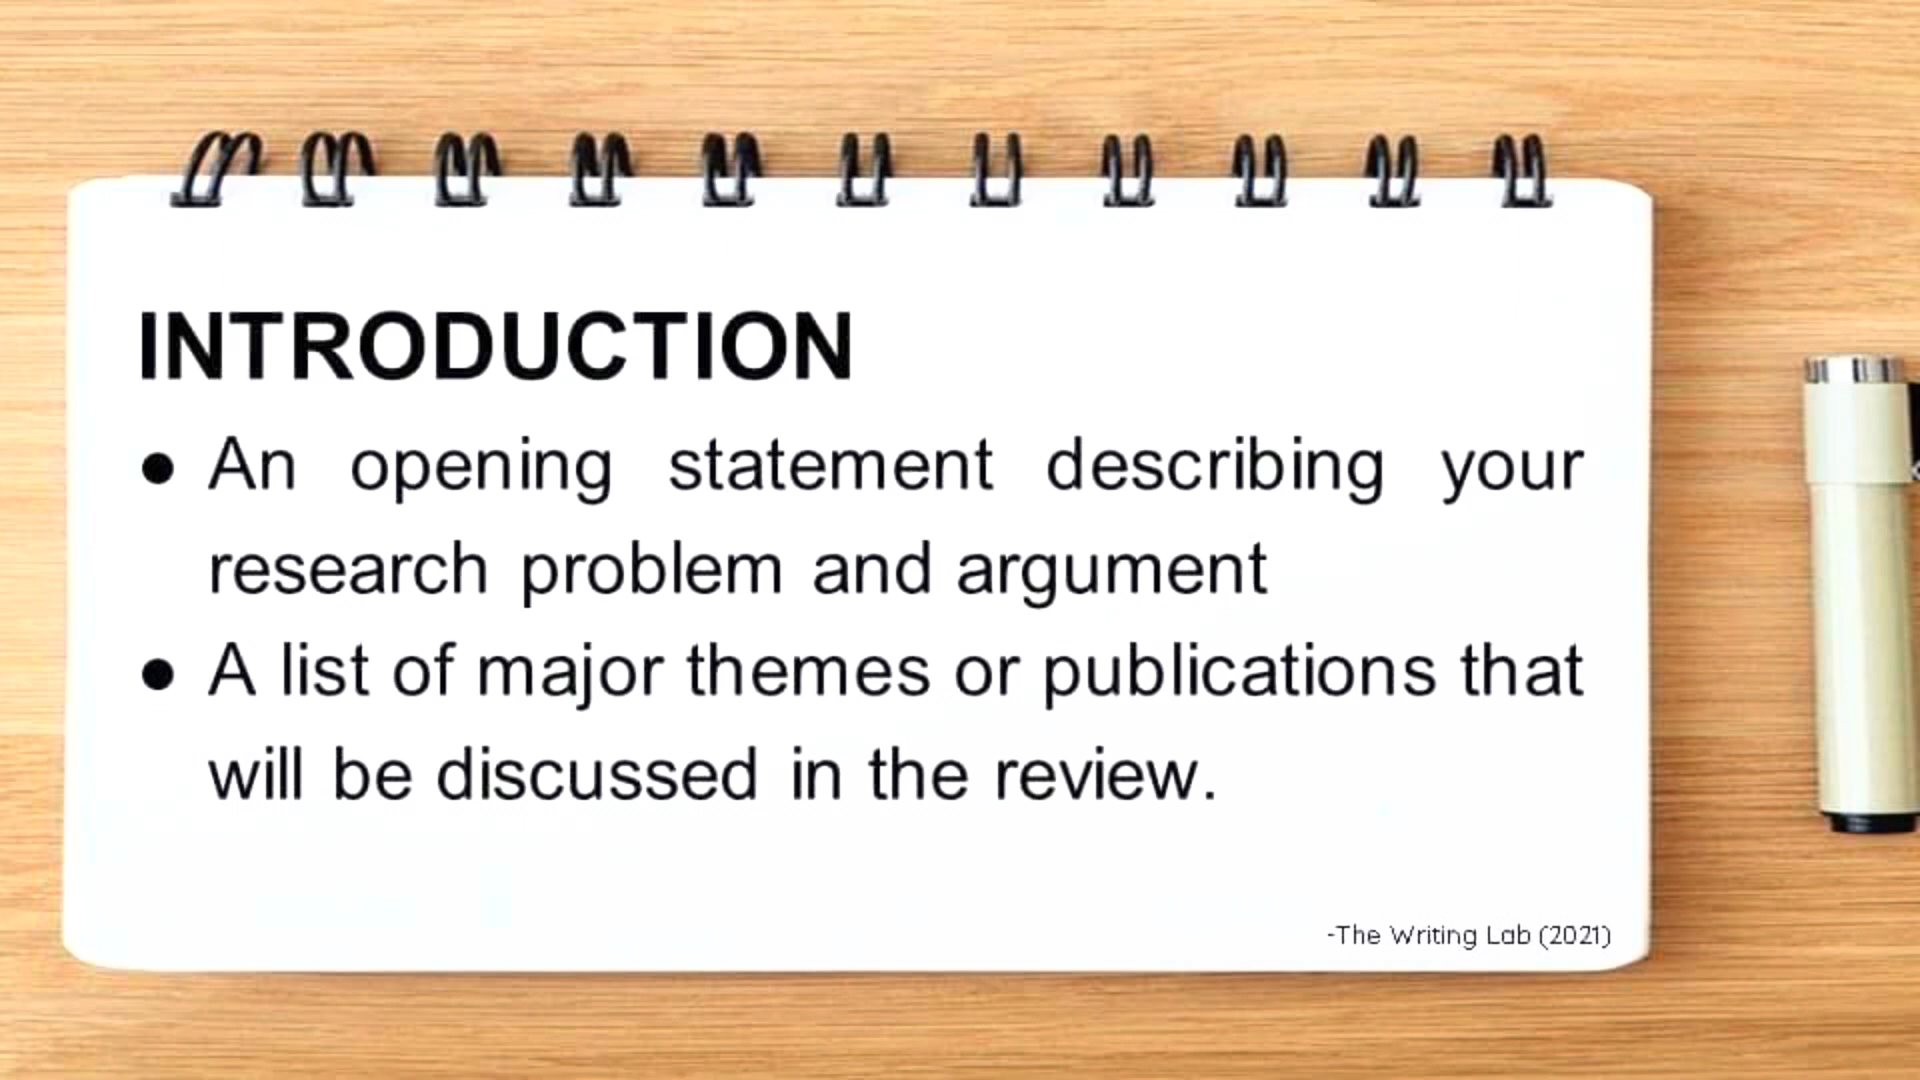 INTRODUCTION
● An opening statement describing your
research problem and argument
● A list of major themes or publications that
will be discussed in the review.
-The Writing Lab (2021)